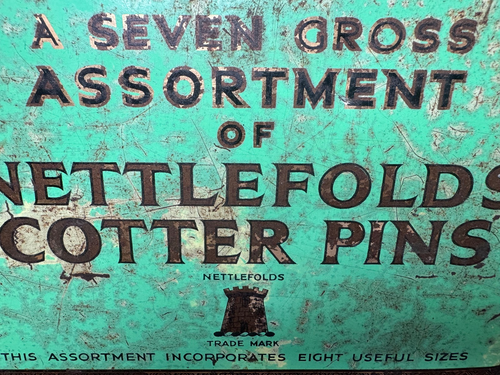 A SEVEN GROSS
ASSORTMENT
OF
NETTLEFOLDS
COTTER PINS
NETTLEFOLDS
TRADE MARK
THIS ASSORTMENT INCORPORATES EIGHT USEFUL SIZES